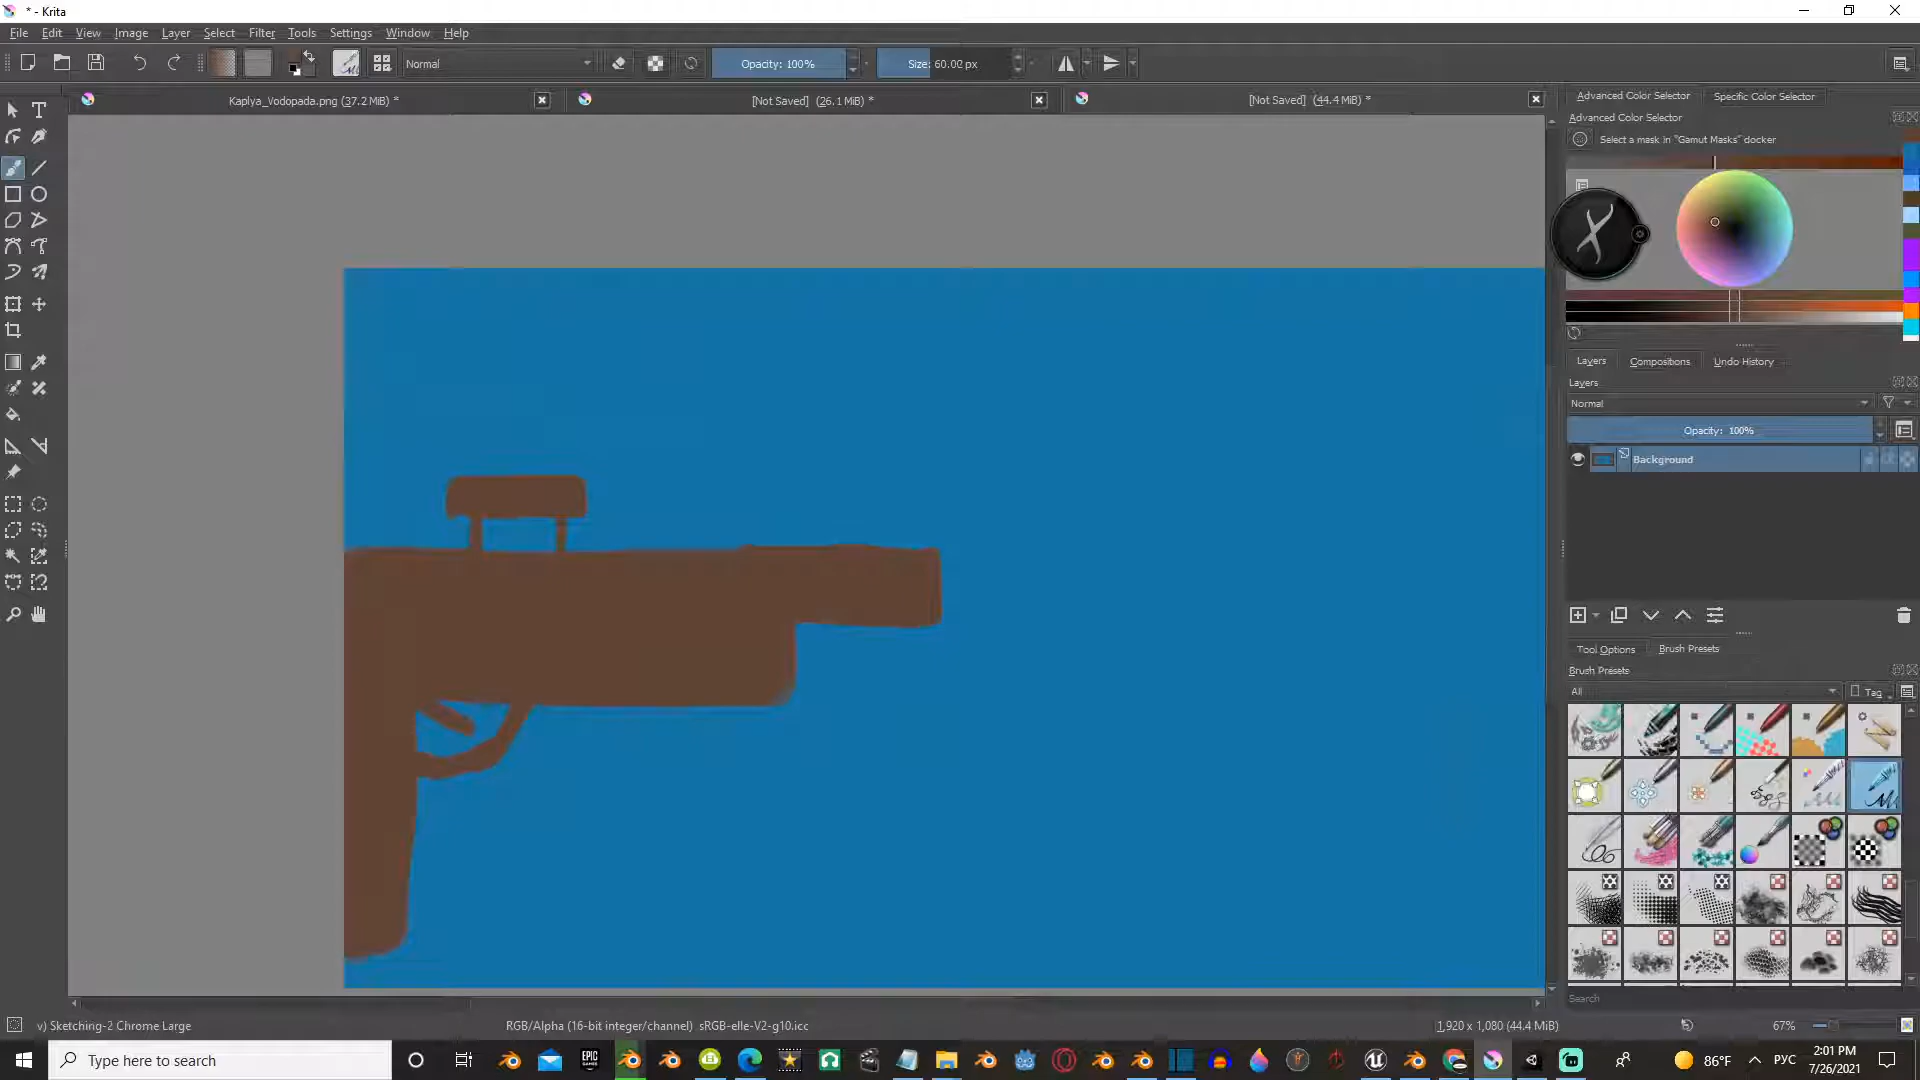 * - Krita
File Edit View Image Layer Select Filter Tools Settings Window Help
Normal Opacity: 100% Size: 60.00 px
Kaplya_Vodopada.png (37.2 MiB) * [Not Saved] (26.1 MiB) * [Not Saved] (44.4 MiB) *
Advanced Color Selector Specific Color Selector
Advanced Color Selector
Select a mask in "Gamut Masks" docker
Layers Compositions Undo History
Layers
Normal
Opacity: 100%
Background
Tool Options Brush Presets
Brush Presets
All Tag
Search
v) Sketching-2 Chrome Large RGB/Alpha (16-bit integer/channel) sRGB-elle-V2-g10.icc 1,920 x 1,080 (44.4 MiB) 67%
Type here to search EPIC GAMES 86°F РУС 2:01 PM
7/26/2021